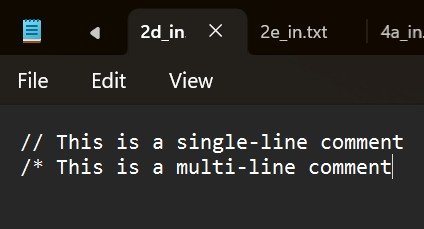 2d_in.
2e_in.txt
4a_in.
File
Edit
View
// This is a single-line comment
/* This is a multi-line comment